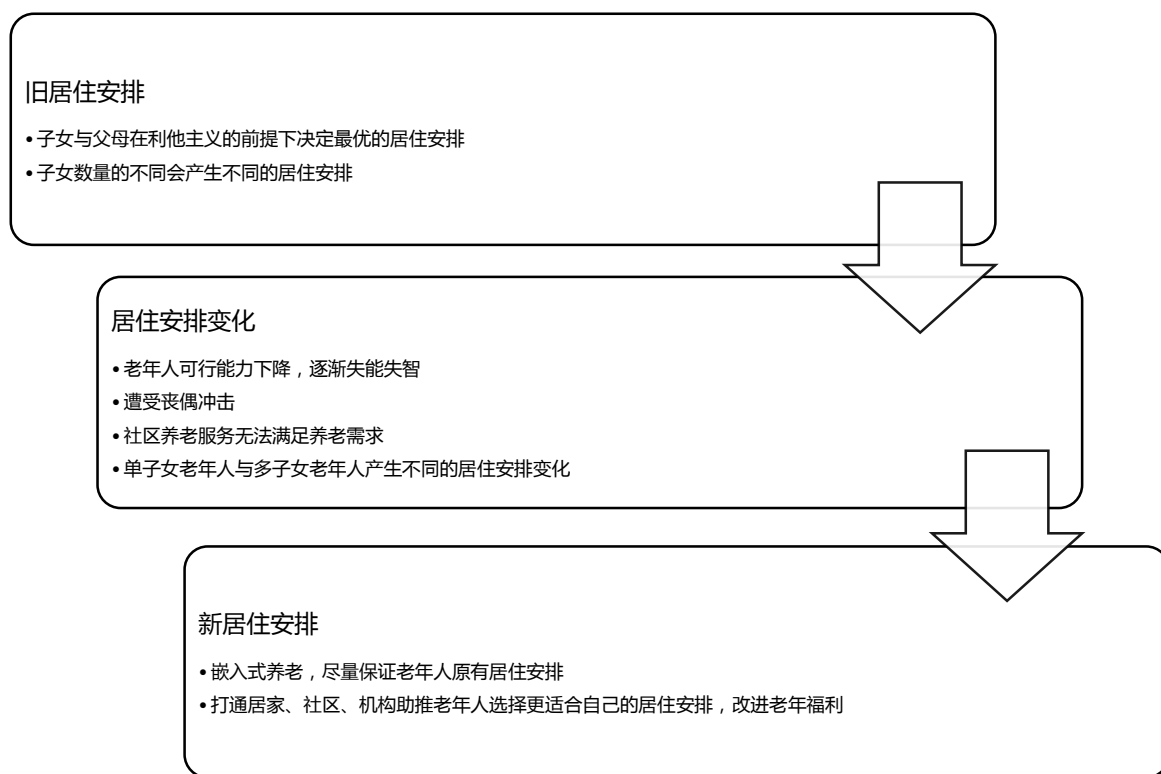 旧居住安排
•子女与父母在利他主义的前提下决定最优的居住安排
•子女数量的不同会产生不同的居住安排
居住安排变化
•老年人可行能力下降，逐渐失能失智
•遭受丧偶冲击
•社区养老服务无法满足养老需求
•单子女老年人与多子女老年人产生不同的居住安排变化
新居住安排
•嵌入式养老，尽量保证老年人原有居住安排
•打通居家、社区、机构助推老年人选择更适合自己的居住安排，改进老年福利